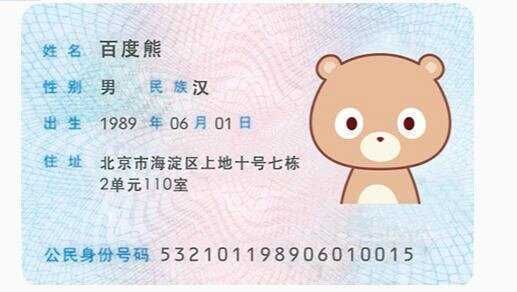 姓名 百度熊
性别 男 民族 汉
出生 1989 年 06 月 01 日
住址 北京市海淀区上地十号七栋
2单元110室
公民身份号码 532101198906010015